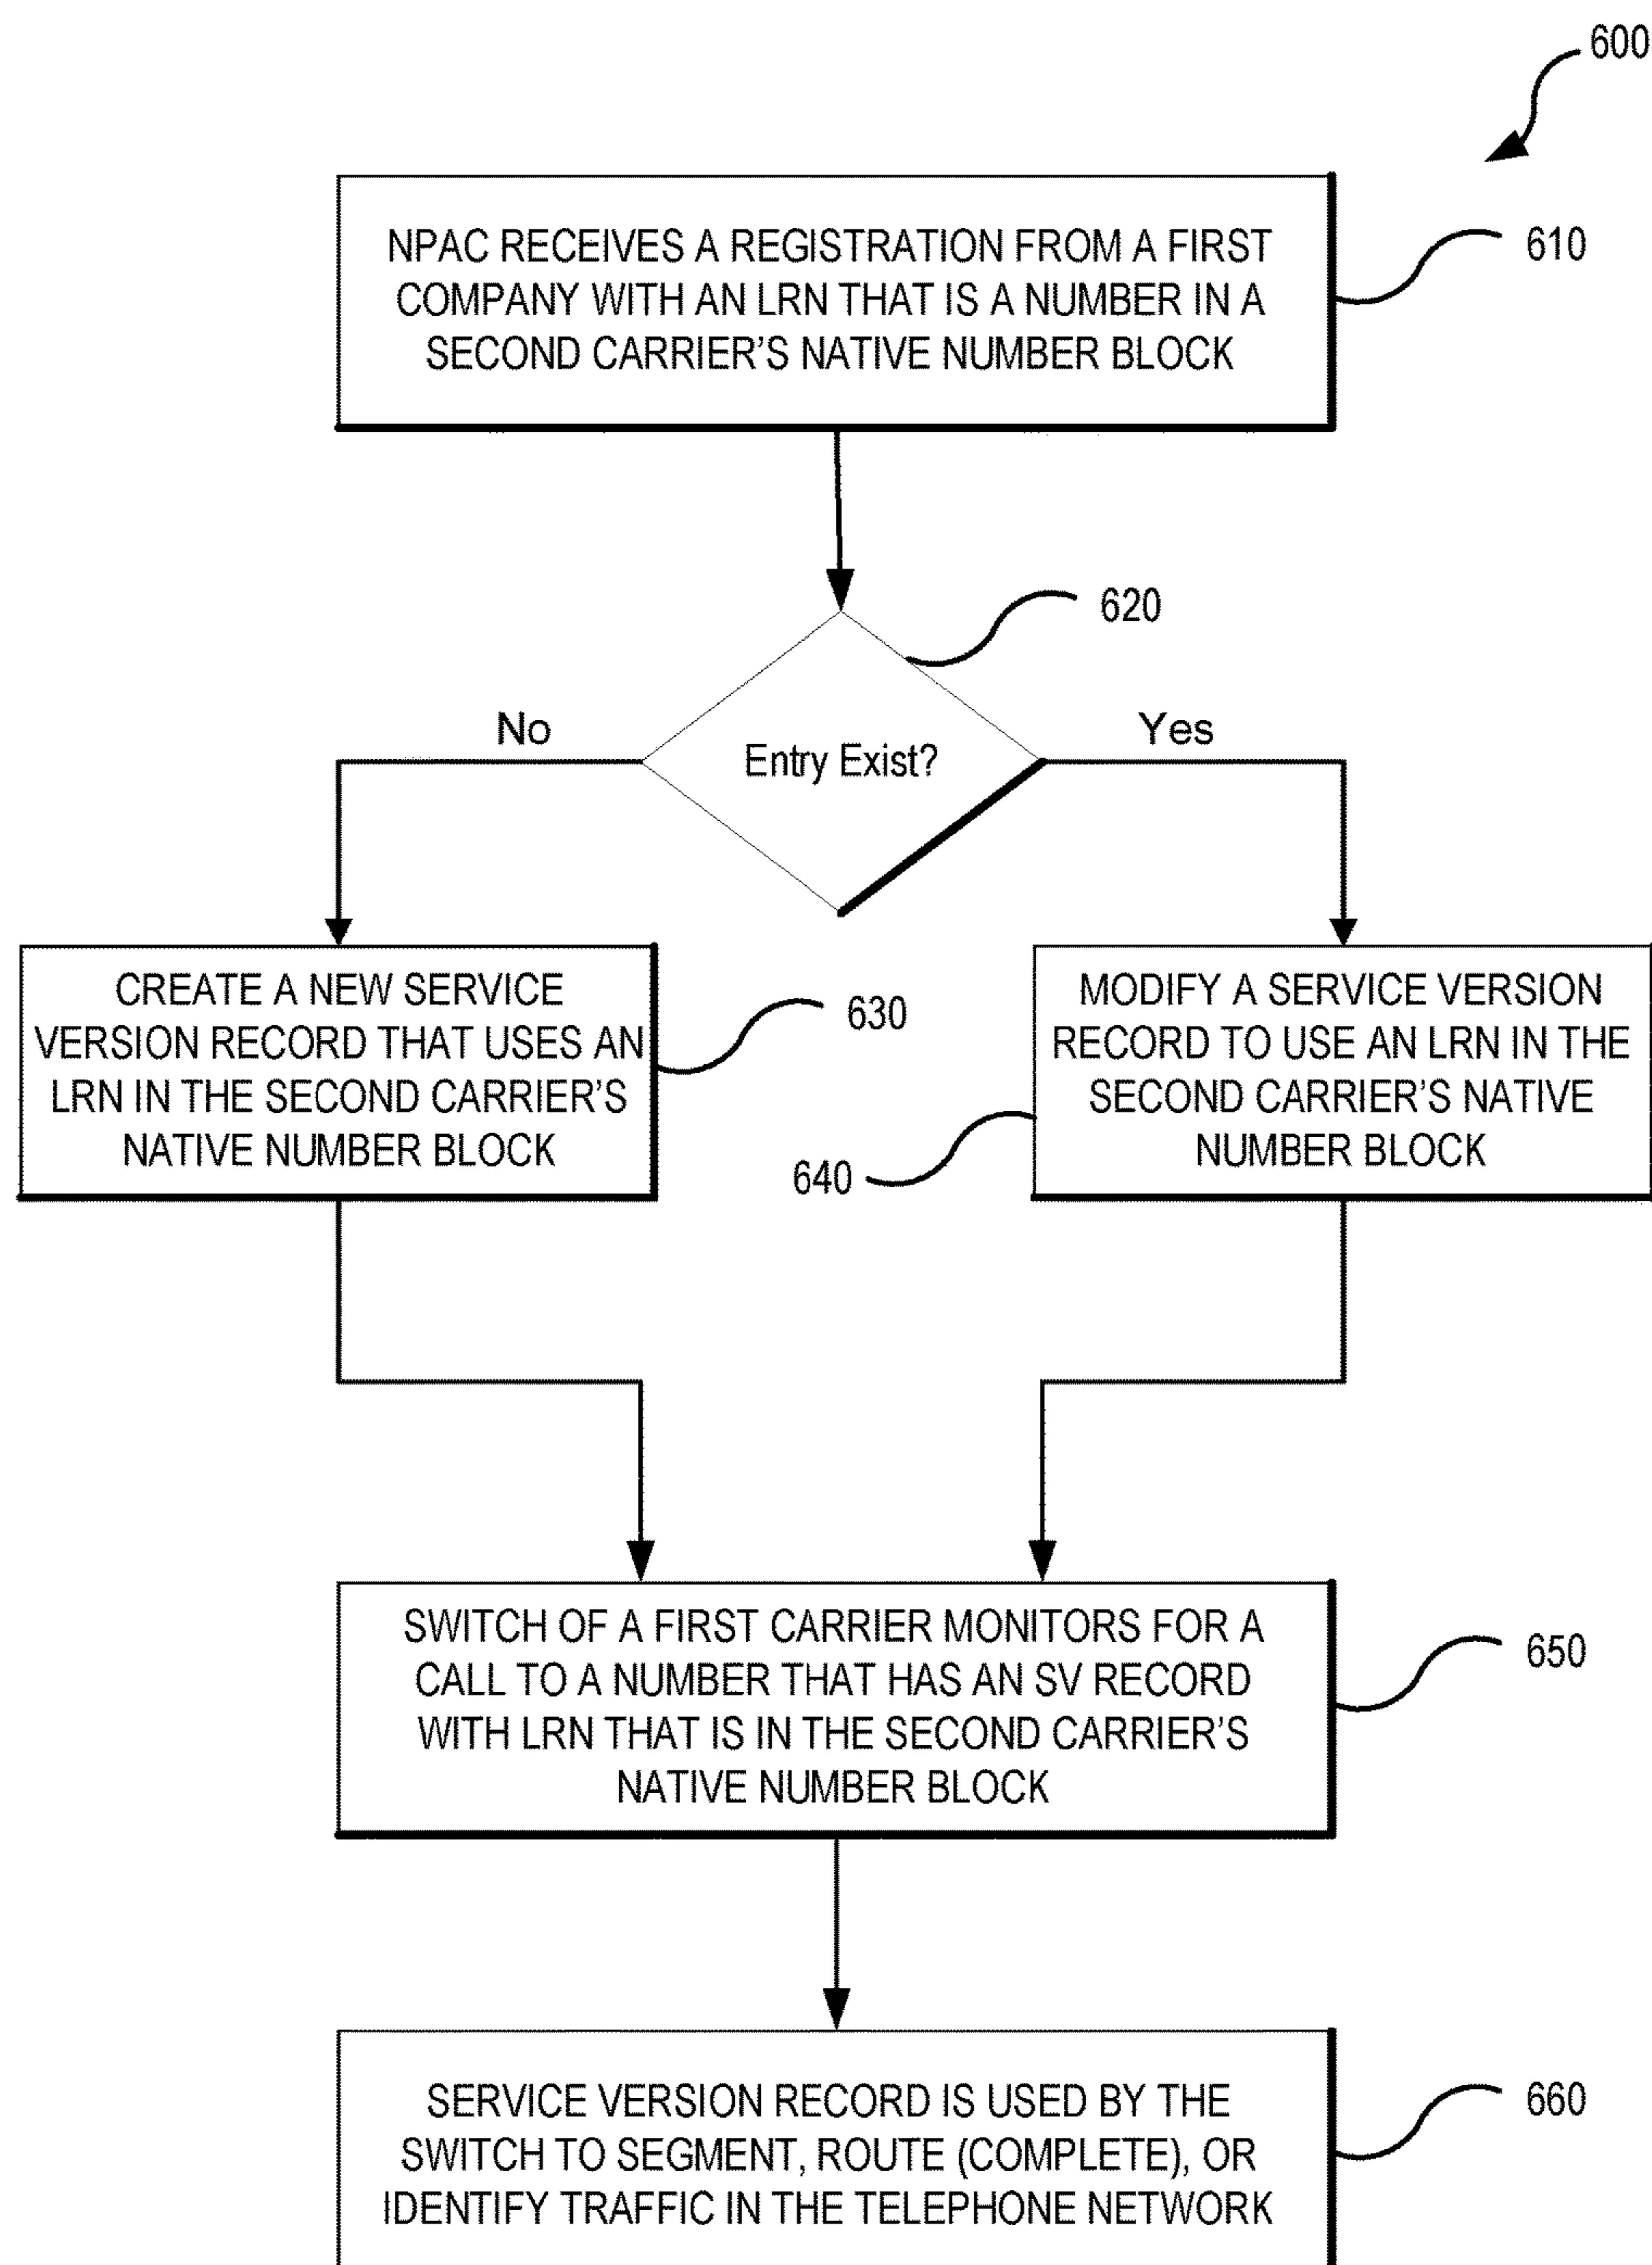 600
NPAC RECEIVES A REGISTRATION FROM A FIRST
COMPANY WITH AN LRN THAT IS A NUMBER IN A
SECOND CARRIER'S NATIVE NUMBER BLOCK
610
620
No
Entry Exist?
Yes
CREATE A NEW SERVICE
VERSION RECORD THAT USES AN
LRN IN THE SECOND CARRIER'S
NATIVE NUMBER BLOCK
630
MODIFY A SERVICE VERSION
RECORD TO USE AN LRN IN THE
SECOND CARRIER'S NATIVE
NUMBER BLOCK
640
SWITCH OF A FIRST CARRIER MONITORS FOR A
CALL TO A NUMBER THAT HAS AN SV RECORD
WITH LRN THAT IS IN THE SECOND CARRIER'S
NATIVE NUMBER BLOCK
650
SERVICE VERSION RECORD IS USED BY THE
SWITCH TO SEGMENT, ROUTE (COMPLETE), OR
IDENTIFY TRAFFIC IN THE TELEPHONE NETWORK
660